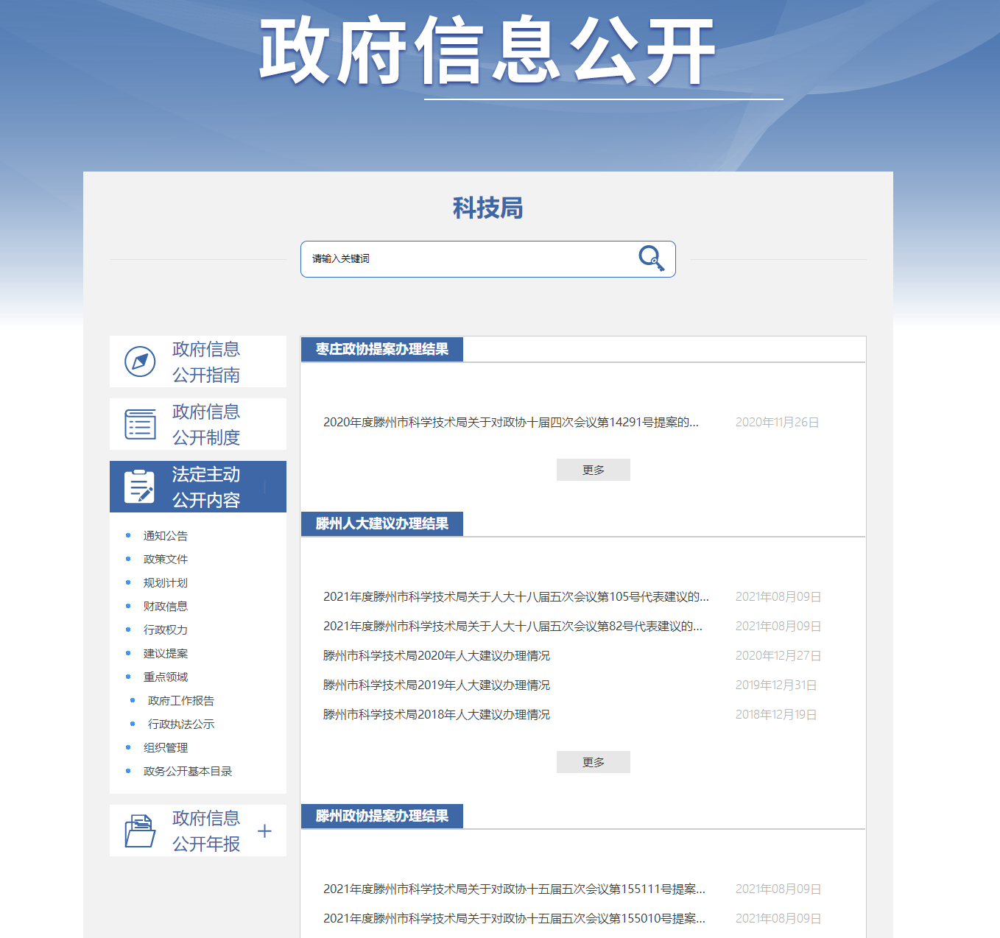 政府信息公开
科技局
请输入关键词
政府信息
公开指南
政府信息
公开制度
法定主动
公开内容
通知公告
政策文件
规划计划
财政信息
行政权力
建议提案
重点领域
政府工作报告
行政执法公示
组织管理
政务公开基本目录
政府信息
公开年报
枣庄政协提案办理结果
2020年度滕州市科学技术局关于对政协十届四次会议第14291号提案的... 2020年11月26日
更多
滕州人大建议办理结果
2021年度滕州市科学技术局关于人大十八届五次会议第105号代表建议的... 2021年08月09日
2021年度滕州市科学技术局关于人大十八届五次会议第82号代表建议的... 2021年08月09日
滕州市科学技术局2020年人大建议办理情况 2020年12月27日
滕州市科学技术局2019年人大建议办理情况 2019年12月31日
滕州市科学技术局2018年人大建议办理情况 2018年12月19日
更多
滕州政协提案办理结果
2021年度滕州市科学技术局关于对政协十五届五次会议第155111号提案... 2021年08月09日
2021年度滕州市科学技术局关于对政协十五届五次会议第155010号提案... 2021年08月09日